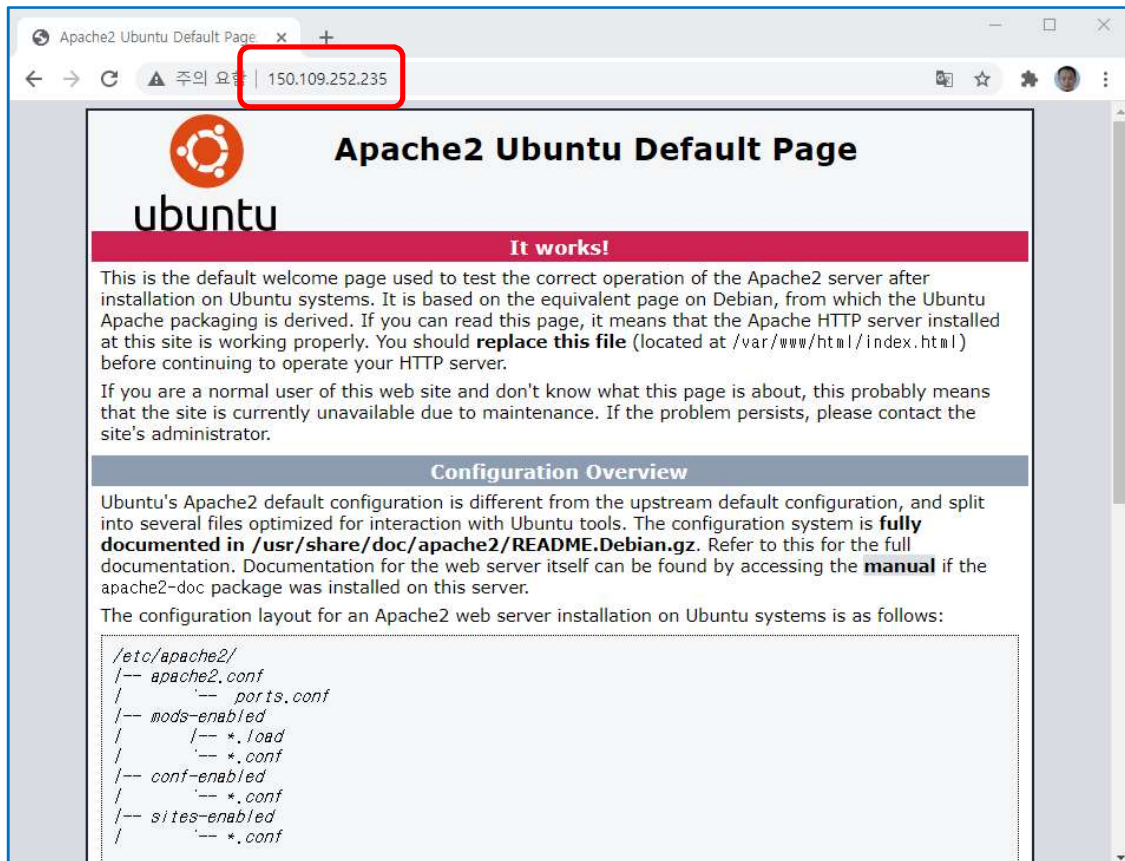 Apache2 Ubuntu Default Page
주의 요함 | 150.109.252.235
Apache2 Ubuntu Default Page
ubuntu
It works!
This is the default welcome page used to test the correct operation of the Apache2 server after
installation on Ubuntu systems. It is based on the equivalent page on Debian, from which the Ubuntu
Apache packaging is derived. If you can read this page, it means that the Apache HTTP server installed
at this site is working properly. You should replace this file (located at /var/www/html/index.html)
before continuing to operate your HTTP server.
If you are a normal user of this web site and don't know what this page is about, this probably means
that the site is currently unavailable due to maintenance. If the problem persists, please contact the
site's administrator.
Configuration Overview
Ubuntu's Apache2 default configuration is different from the upstream default configuration, and split
into several files optimized for interaction with Ubuntu tools. The configuration system is fully
documented in /usr/share/doc/apache2/README.Debian.gz. Refer to this for the full
documentation. Documentation for the web server itself can be found by accessing the manual if the
apache2-doc package was installed on this server.
The configuration layout for an Apache2 web server installation on Ubuntu systems is as follows:
/etc/apache2/
|-- apache2.conf
|       `--  ports.conf
|-- mods-enabled
|       |-- *.load
|       `-- *.conf
|-- conf-enabled
|       `-- *.conf
|-- sites-enabled
|       `-- *.conf